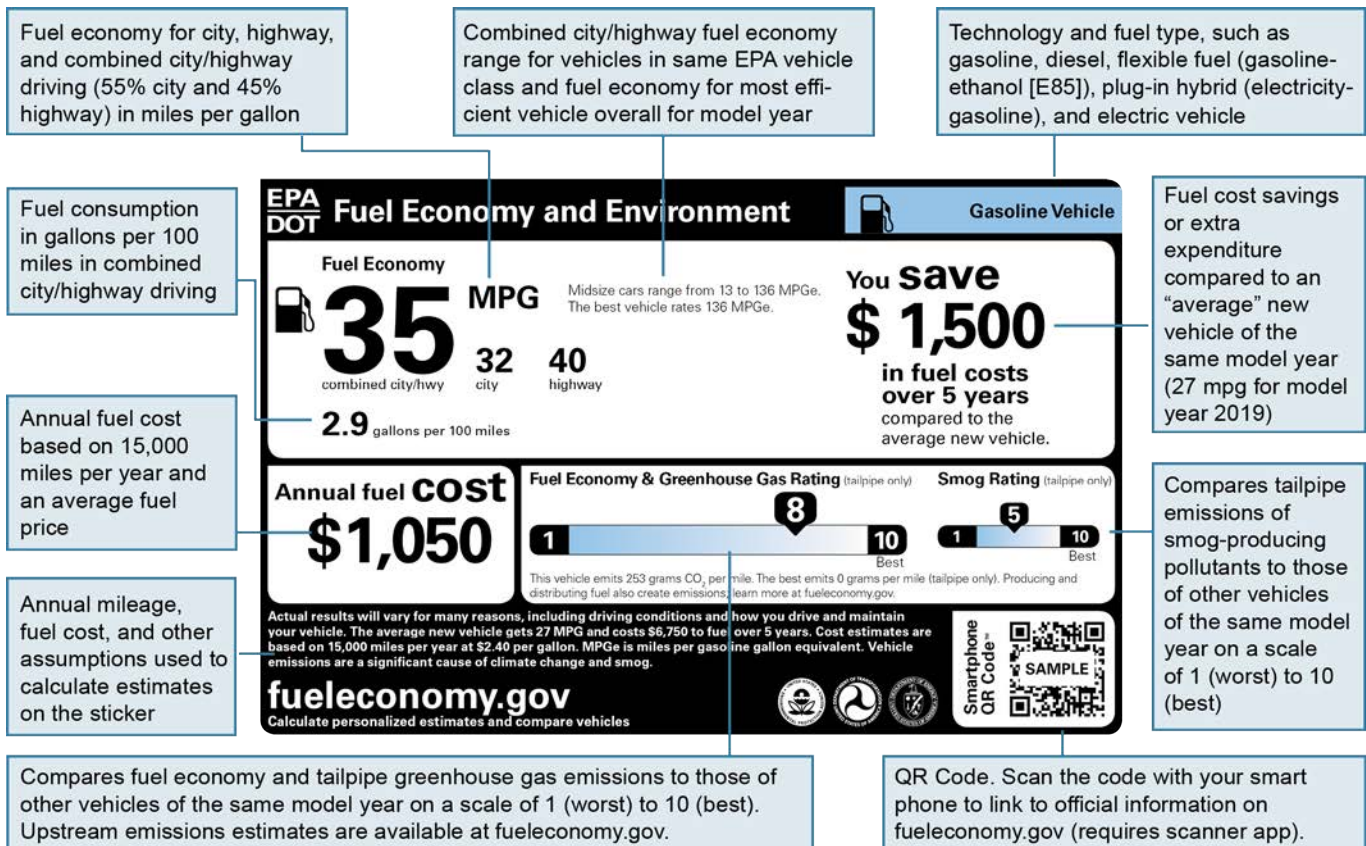 Fuel economy for city, highway,
and combined city/highway
driving (55% city and 45%
highway) in miles per gallon
Combined city/highway fuel economy
range for vehicles in same EPA vehicle
class and fuel economy for most effi-
cient vehicle overall for model year
Technology and fuel type, such as
gasoline, diesel, flexible fuel (gasoline-
ethanol [E85]), plug-in hybrid (electricity-
gasoline), and electric vehicle
Fuel consumption
in gallons per 100
miles in combined
city/highway driving
EPA
DOT
Fuel Economy and Environment
Gasoline Vehicle
Fuel Economy
35
MPG
combined city/hwy
32
city
40
highway
2.9 gallons per 100 miles
Midsize cars range from 13 to 136 MPGe.
The best vehicle rates 136 MPGe.
You save
$ 1,500
in fuel costs
over 5 years
compared to the
average new vehicle.
Fuel cost savings
or extra
expenditure
compared to an
“average” new
vehicle of the
same model year
(27 mpg for model
year 2019)
Annual fuel cost
based on 15,000
miles per year and
an average fuel
price
Annual fuel cost
$1,050
Fuel Economy & Greenhouse Gas Rating (tailpipe only)
1
8
10
Best
Smog Rating (tailpipe only)
1
5
10
Best
This vehicle emits 253 grams CO2 per mile. The best emits 0 grams per mile (tailpipe only). Producing and
distributing fuel also create emissions; learn more at fueleconomy.gov.
Compares tailpipe
emissions of
smog-producing
pollutants to those
of other vehicles
of the same model
year on a scale
of 1 (worst) to 10
(best)
Annual mileage,
fuel cost, and other
assumptions used to
calculate estimates
on the sticker
Actual results will vary for many reasons, including driving conditions and how you drive and maintain
your vehicle. The average new vehicle gets 27 MPG and costs $6,750 to fuel over 5 years. Cost estimates are
based on 15,000 miles per year at $2.40 per gallon. MPGe is miles per gasoline gallon equivalent. Vehicle
emissions are a significant cause of climate change and smog.
fueleconomy.gov
Calculate personalized estimates and compare vehicles
Smartphone
QR Code™
SAMPLE
Compares fuel economy and tailpipe greenhouse gas emissions to those of
other vehicles of the same model year on a scale of 1 (worst) to 10 (best).
Upstream emissions estimates are available at fueleconomy.gov.
QR Code. Scan the code with your smart
phone to link to official information on
fueleconomy.gov (requires scanner app).